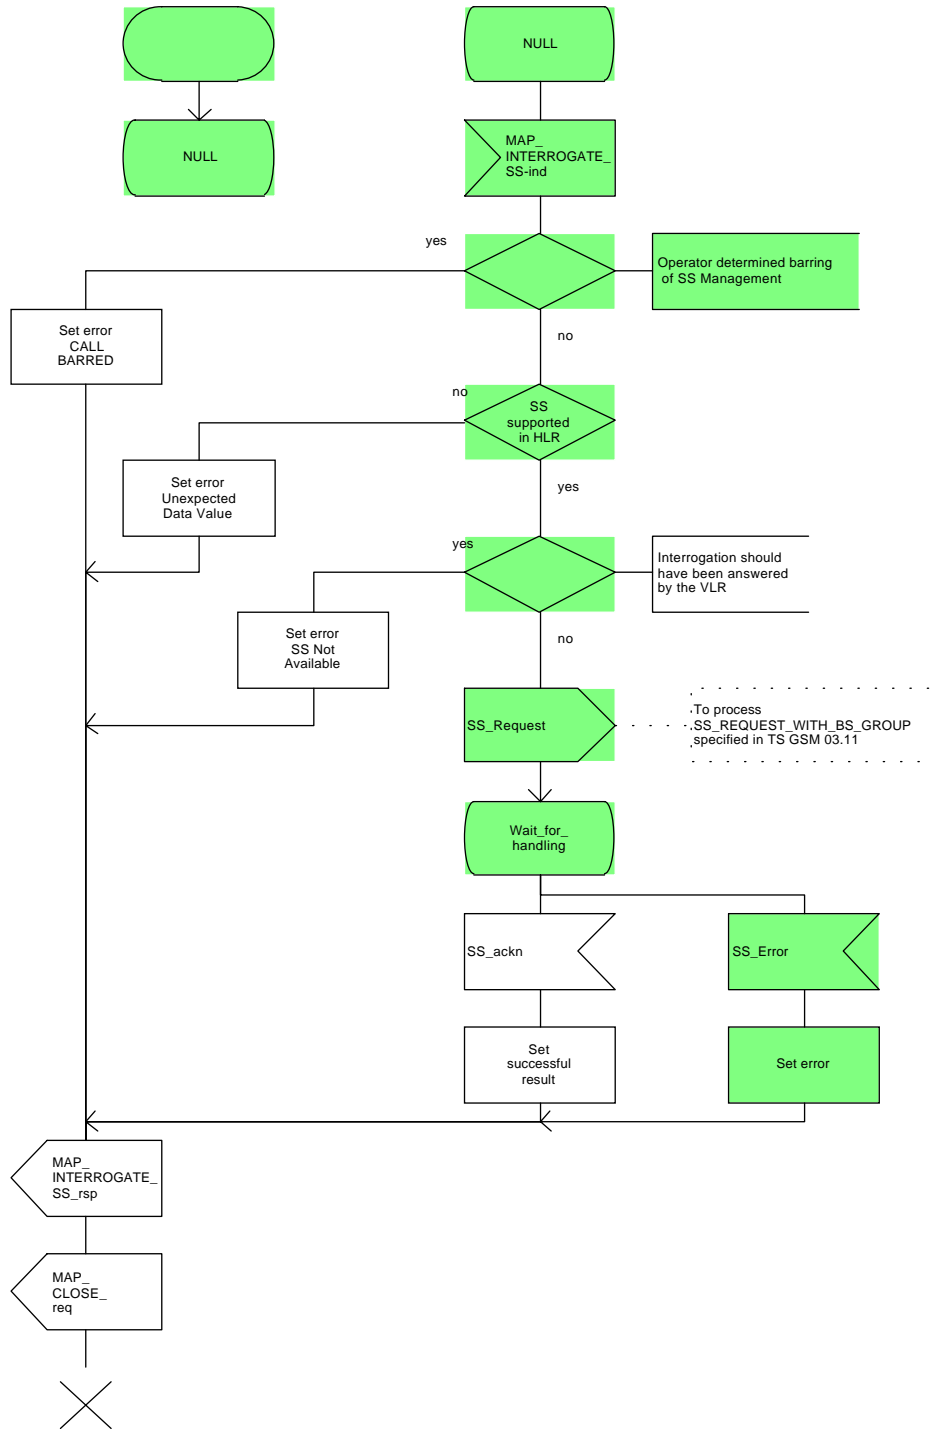 NULL
NULL
MAP_
INTERROGATE_
SS-ind
yes
Operator determined barring
of SS Management
Set error
CALL
BARRED
no
no
SS
supported
in HLR
Set error
Unexpected
Data Value
yes
yes
Interrogation should
have been answered
by the VLR
Set error
SS Not
Available
no
SS_Request
To process
SS_REQUEST_WITH_BS_GROUP
specified in TS GSM 03.11
Wait_for_
handling
SS_ackn
SS_Error
Set
successful
result
Set error
MAP_
INTERROGATE_
SS_rsp
MAP_
CLOSE_
req